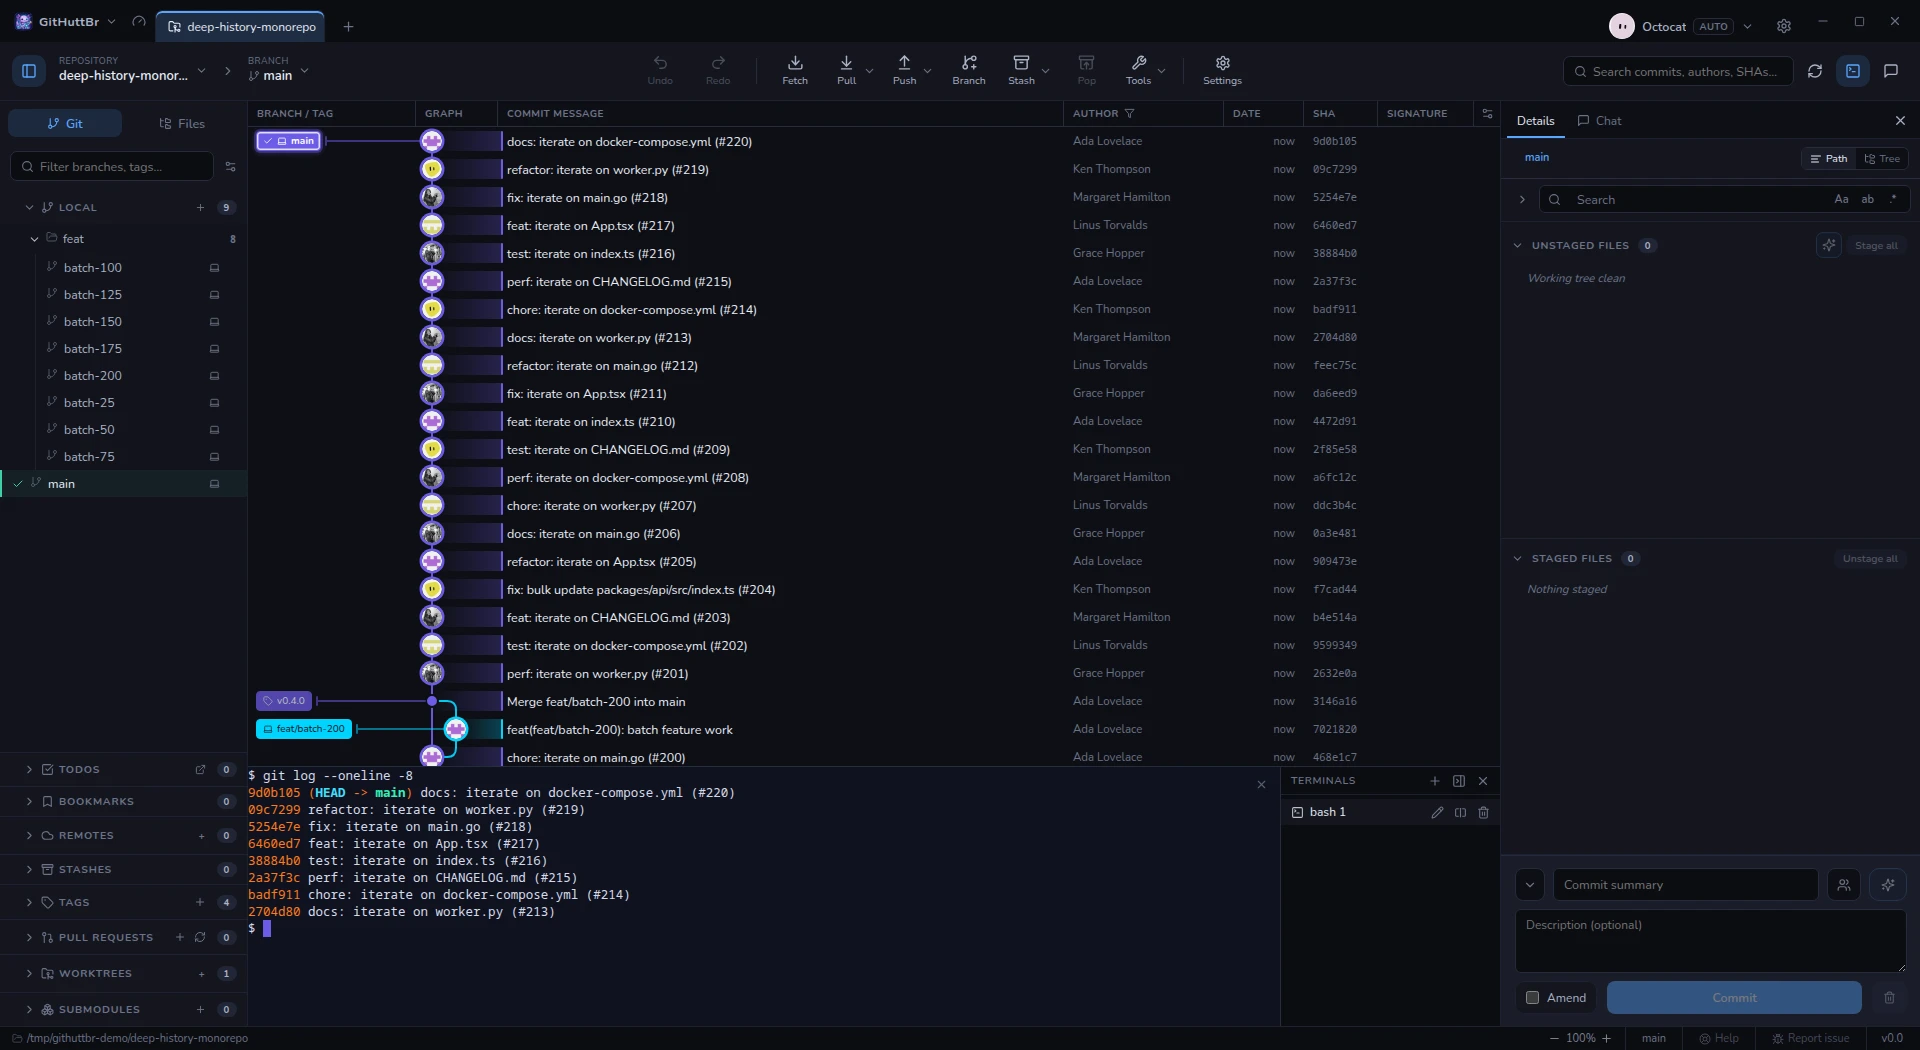 GitHuttBr
deep-history-monorepo
Octocat AUTO
REPOSITORY
deep-history-monor...
BRANCH
main
Undo
Redo
Fetch
Pull
Push
Branch
Stash
Pop
Tools
Settings
Search commits, authors, SHAs...
Git
Files
Filter branches, tags...
LOCAL 9
feat 8
batch-100
batch-125
batch-150
batch-175
batch-200
batch-25
batch-50
batch-75
main
TODOS 0
BOOKMARKS 0
REMOTES 0
STASHES 0
TAGS 4
PULL REQUESTS 0
WORKTREES 1
SUBMODULES 0
BRANCH / TAG GRAPH COMMIT MESSAGE AUTHOR DATE SHA SIGNATURE
main docs: iterate on docker-compose.yml (#220) Ada Lovelace now 9d0b105
refactor: iterate on worker.py (#219) Ken Thompson now 09c7299
fix: iterate on main.go (#218) Margaret Hamilton now 5254e7e
feat: iterate on App.tsx (#217) Linus Torvalds now 6460ed7
test: iterate on index.ts (#216) Grace Hopper now 38884b0
perf: iterate on CHANGELOG.md (#215) Ada Lovelace now 2a37f3c
chore: iterate on docker-compose.yml (#214) Ken Thompson now badf911
docs: iterate on worker.py (#213) Margaret Hamilton now 2704d80
refactor: iterate on main.go (#212) Linus Torvalds now feec75c
fix: iterate on App.tsx (#211) Grace Hopper now da6eed9
feat: iterate on index.ts (#210) Ada Lovelace now 4472d91
test: iterate on CHANGELOG.md (#209) Ken Thompson now 2f85e58
perf: iterate on docker-compose.yml (#208) Margaret Hamilton now a6fc12c
chore: iterate on worker.py (#207) Linus Torvalds now ddc3b4c
docs: iterate on main.go (#206) Grace Hopper now 0a3e481
refactor: iterate on App.tsx (#205) Ada Lovelace now 909473e
fix: bulk update packages/api/src/index.ts (#204) Ken Thompson now f7cad44
feat: iterate on CHANGELOG.md (#203) Margaret Hamilton now b4e514a
test: iterate on docker-compose.yml (#202) Linus Torvalds now 9599349
perf: iterate on worker.py (#201) Grace Hopper now 2632e0a
v0.4.0 Merge feat/batch-200 into main Ada Lovelace now 3146a16
feat/batch-200 feat(feat/batch-200): batch feature work Ada Lovelace now 7021820
chore: iterate on main.go (#200) Ada Lovelace now 468e1c7
$ git log --oneline -8
9d0b105 (HEAD -> main) docs: iterate on docker-compose.yml (#220)
09c7299 refactor: iterate on worker.py (#219)
5254e7e fix: iterate on main.go (#218)
6460ed7 feat: iterate on App.tsx (#217)
38884b0 test: iterate on index.ts (#216)
2a37f3c perf: iterate on CHANGELOG.md (#215)
badf911 chore: iterate on docker-compose.yml (#214)
2704d80 docs: iterate on worker.py (#213)
$
TERMINALS
bash 1
Details
Chat
main
Path
Tree
Search Aa ab .*
UNSTAGED FILES 0 Stage all
Working tree clean
STAGED FILES 0 Unstage all
Nothing staged
Commit summary
Description (optional)
Amend
Commit
/tmp/githuttbr-demo/deep-history-monorepo
100%
main
Help
Report issue
v0.0